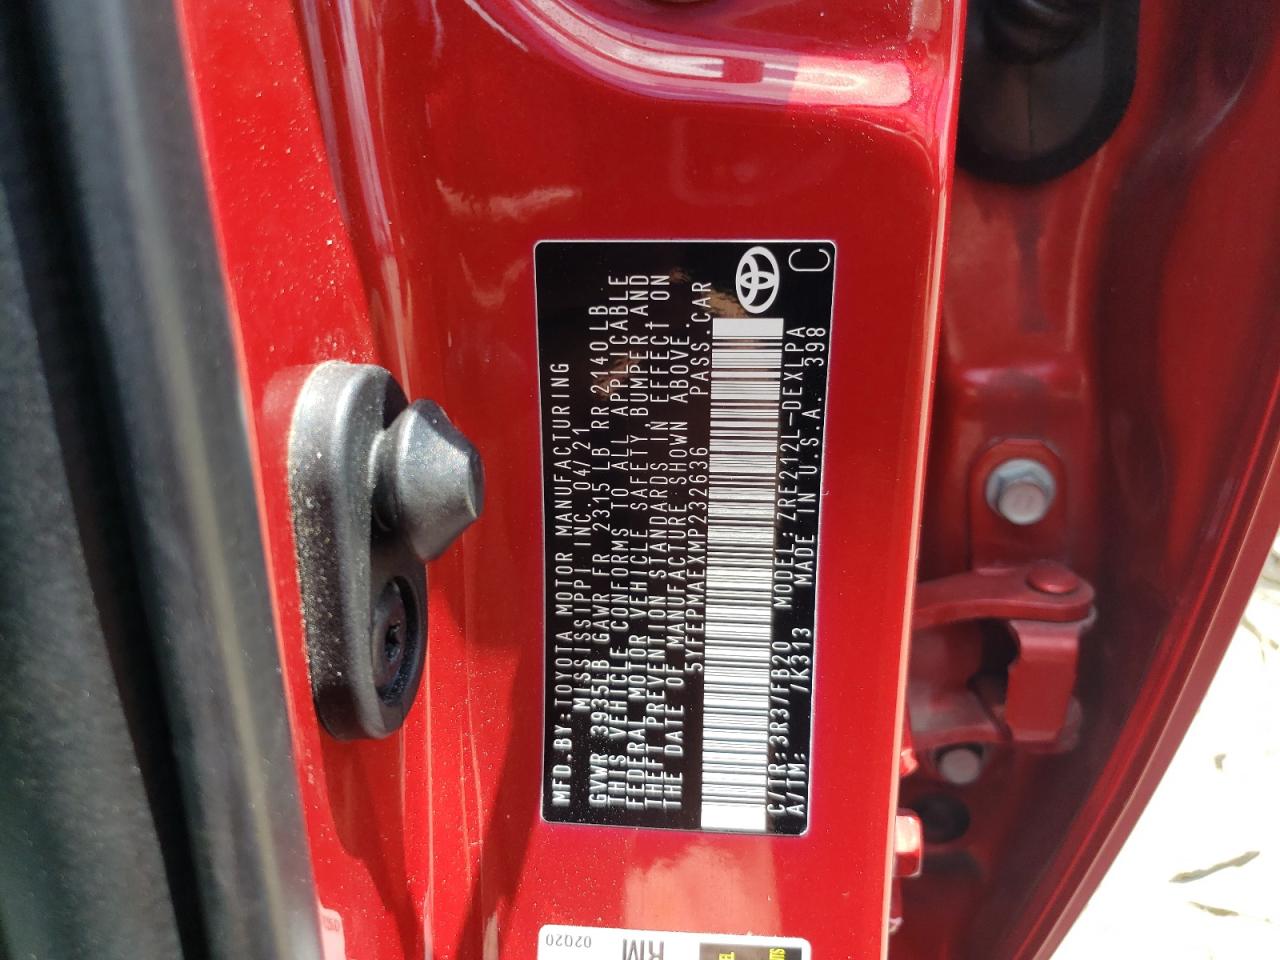 MFD.BY:TOYOTA MOTOR MANUFACTURING
MISSISSIPPI INC.04/21
GVWR 3935LB GAWR FR 2315 LB RR 2140LB
THIS VEHICLE CONFORMS TO ALL APPLICABLE
FEDERAL MOTOR VEHICLE SAFETY,BUMPER,AND
THEFT PREVENTION STANDARDS IN EFFECT ON
THE DATE OF MANUFACTURE SHOWN ABOVE.
5YFEPMAEXMP232636 PASS.CAR
C/TR:3R3/FB20 MODEL:ZRE212L-DEXLPA
A/TM: /K313 MADE IN U.S.A. 398
C
02020
RM